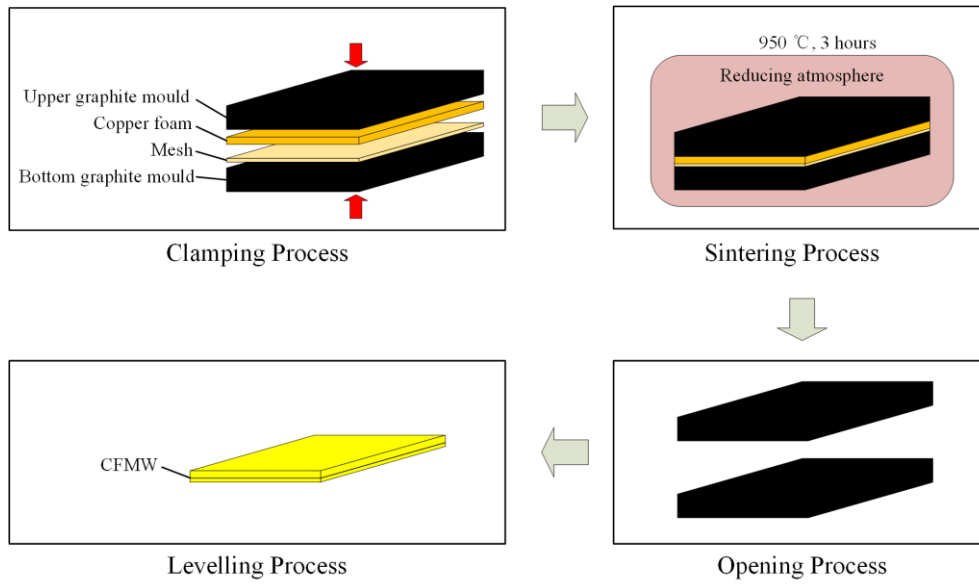 Upper graphite mould
Copper foam
Mesh
Bottom graphite mould
Clamping Process
950 ℃, 3 hours
Reducing atmosphere
Sintering Process
CFMW
Levelling Process
Opening Process